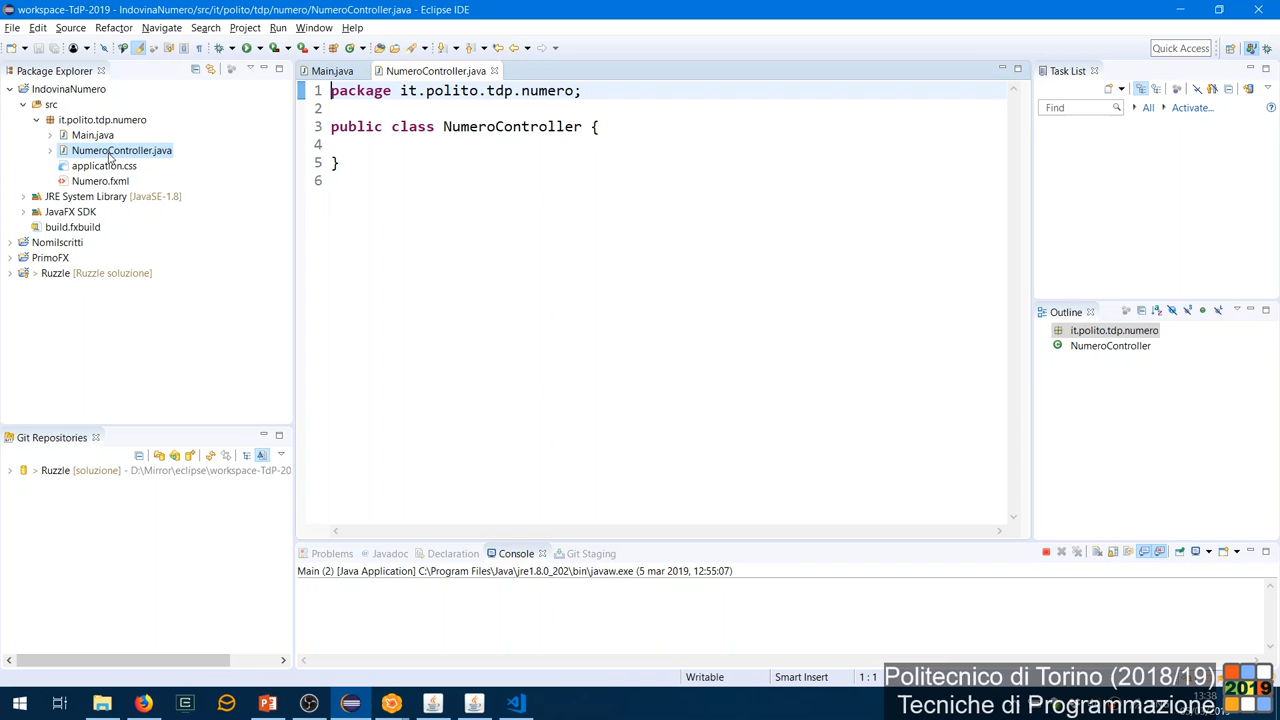 workspace-TdP-2019 - IndovinaNumero/src/it/polito/tdp/numero/NumeroController.java - Eclipse IDE
File Edit Source Refactor Navigate Search Project Run Window Help
Quick Access
Package Explorer
IndovinaNumero
src
it.polito.tdp.numero
Main.java
NumeroController.java
application.css
Numero.fxml
JRE System Library [JavaSE-1.8]
JavaFX SDK
build.fxbuild
NomiIscritti
PrimoFX
> Ruzzle [Ruzzle soluzione]
Git Repositories
> Ruzzle [soluzione] - D:\Mirror\eclipse\workspace-TdP-20
Main.java NumeroController.java
1 package it.polito.tdp.numero;
2
3 public class NumeroController {
4
5 }
6
Task List
Find All Activate...
Outline
it.polito.tdp.numero
NumeroController
Problems Javadoc Declaration Console Git Staging
Main (2) [Java Application] C:\Program Files\Java\jre1.8.0_202\bin\javaw.exe (5 mar 2019, 12:55:07)
Writable Smart Insert 1 : 1
Politecnico di Torino (2018/19)
Tecniche di Programmazione
2019
13:38